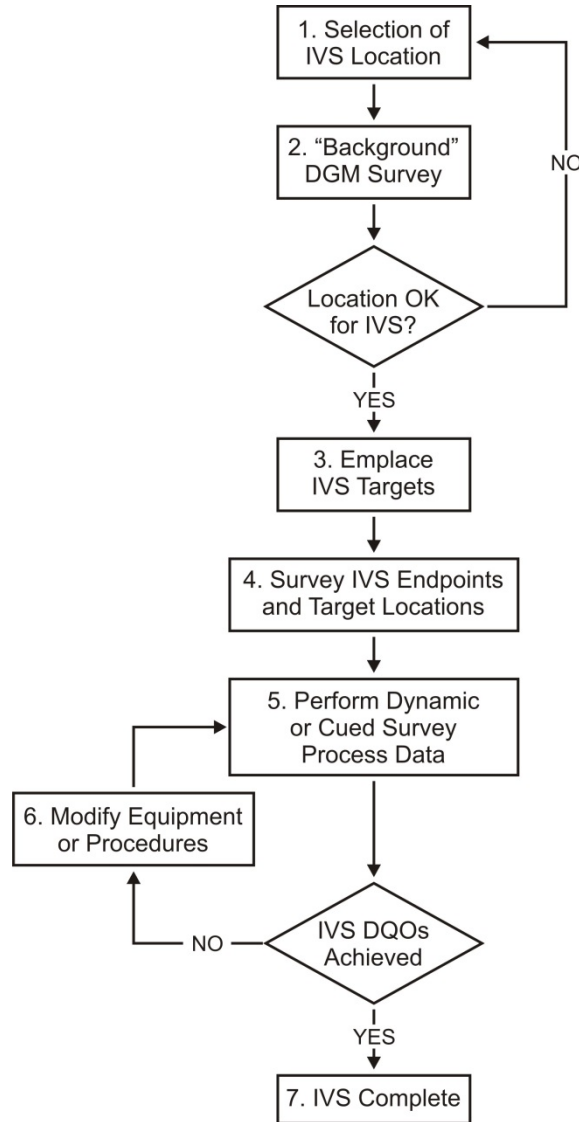 1. Selection of
IVS Location
2. “Background”
DGM Survey
NO
Location OK
for IVS?
YES
3. Emplace
IVS Targets
4. Survey IVS Endpoints
and Target Locations
5. Perform Dynamic
or Cued Survey
Process Data
6. Modify Equipment
or Procedures
NO
IVS DQOs
Achieved
YES
7. IVS Complete